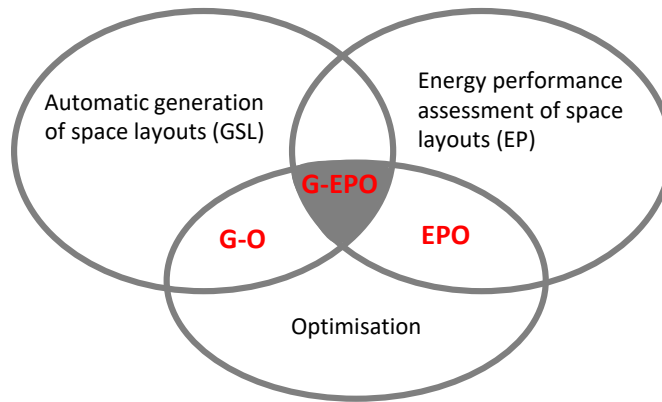 Automatic generation
of space layouts (GSL)
Energy performance
assessment of space
layouts (EP)
G-EPO
G-O
EPO
Optimisation